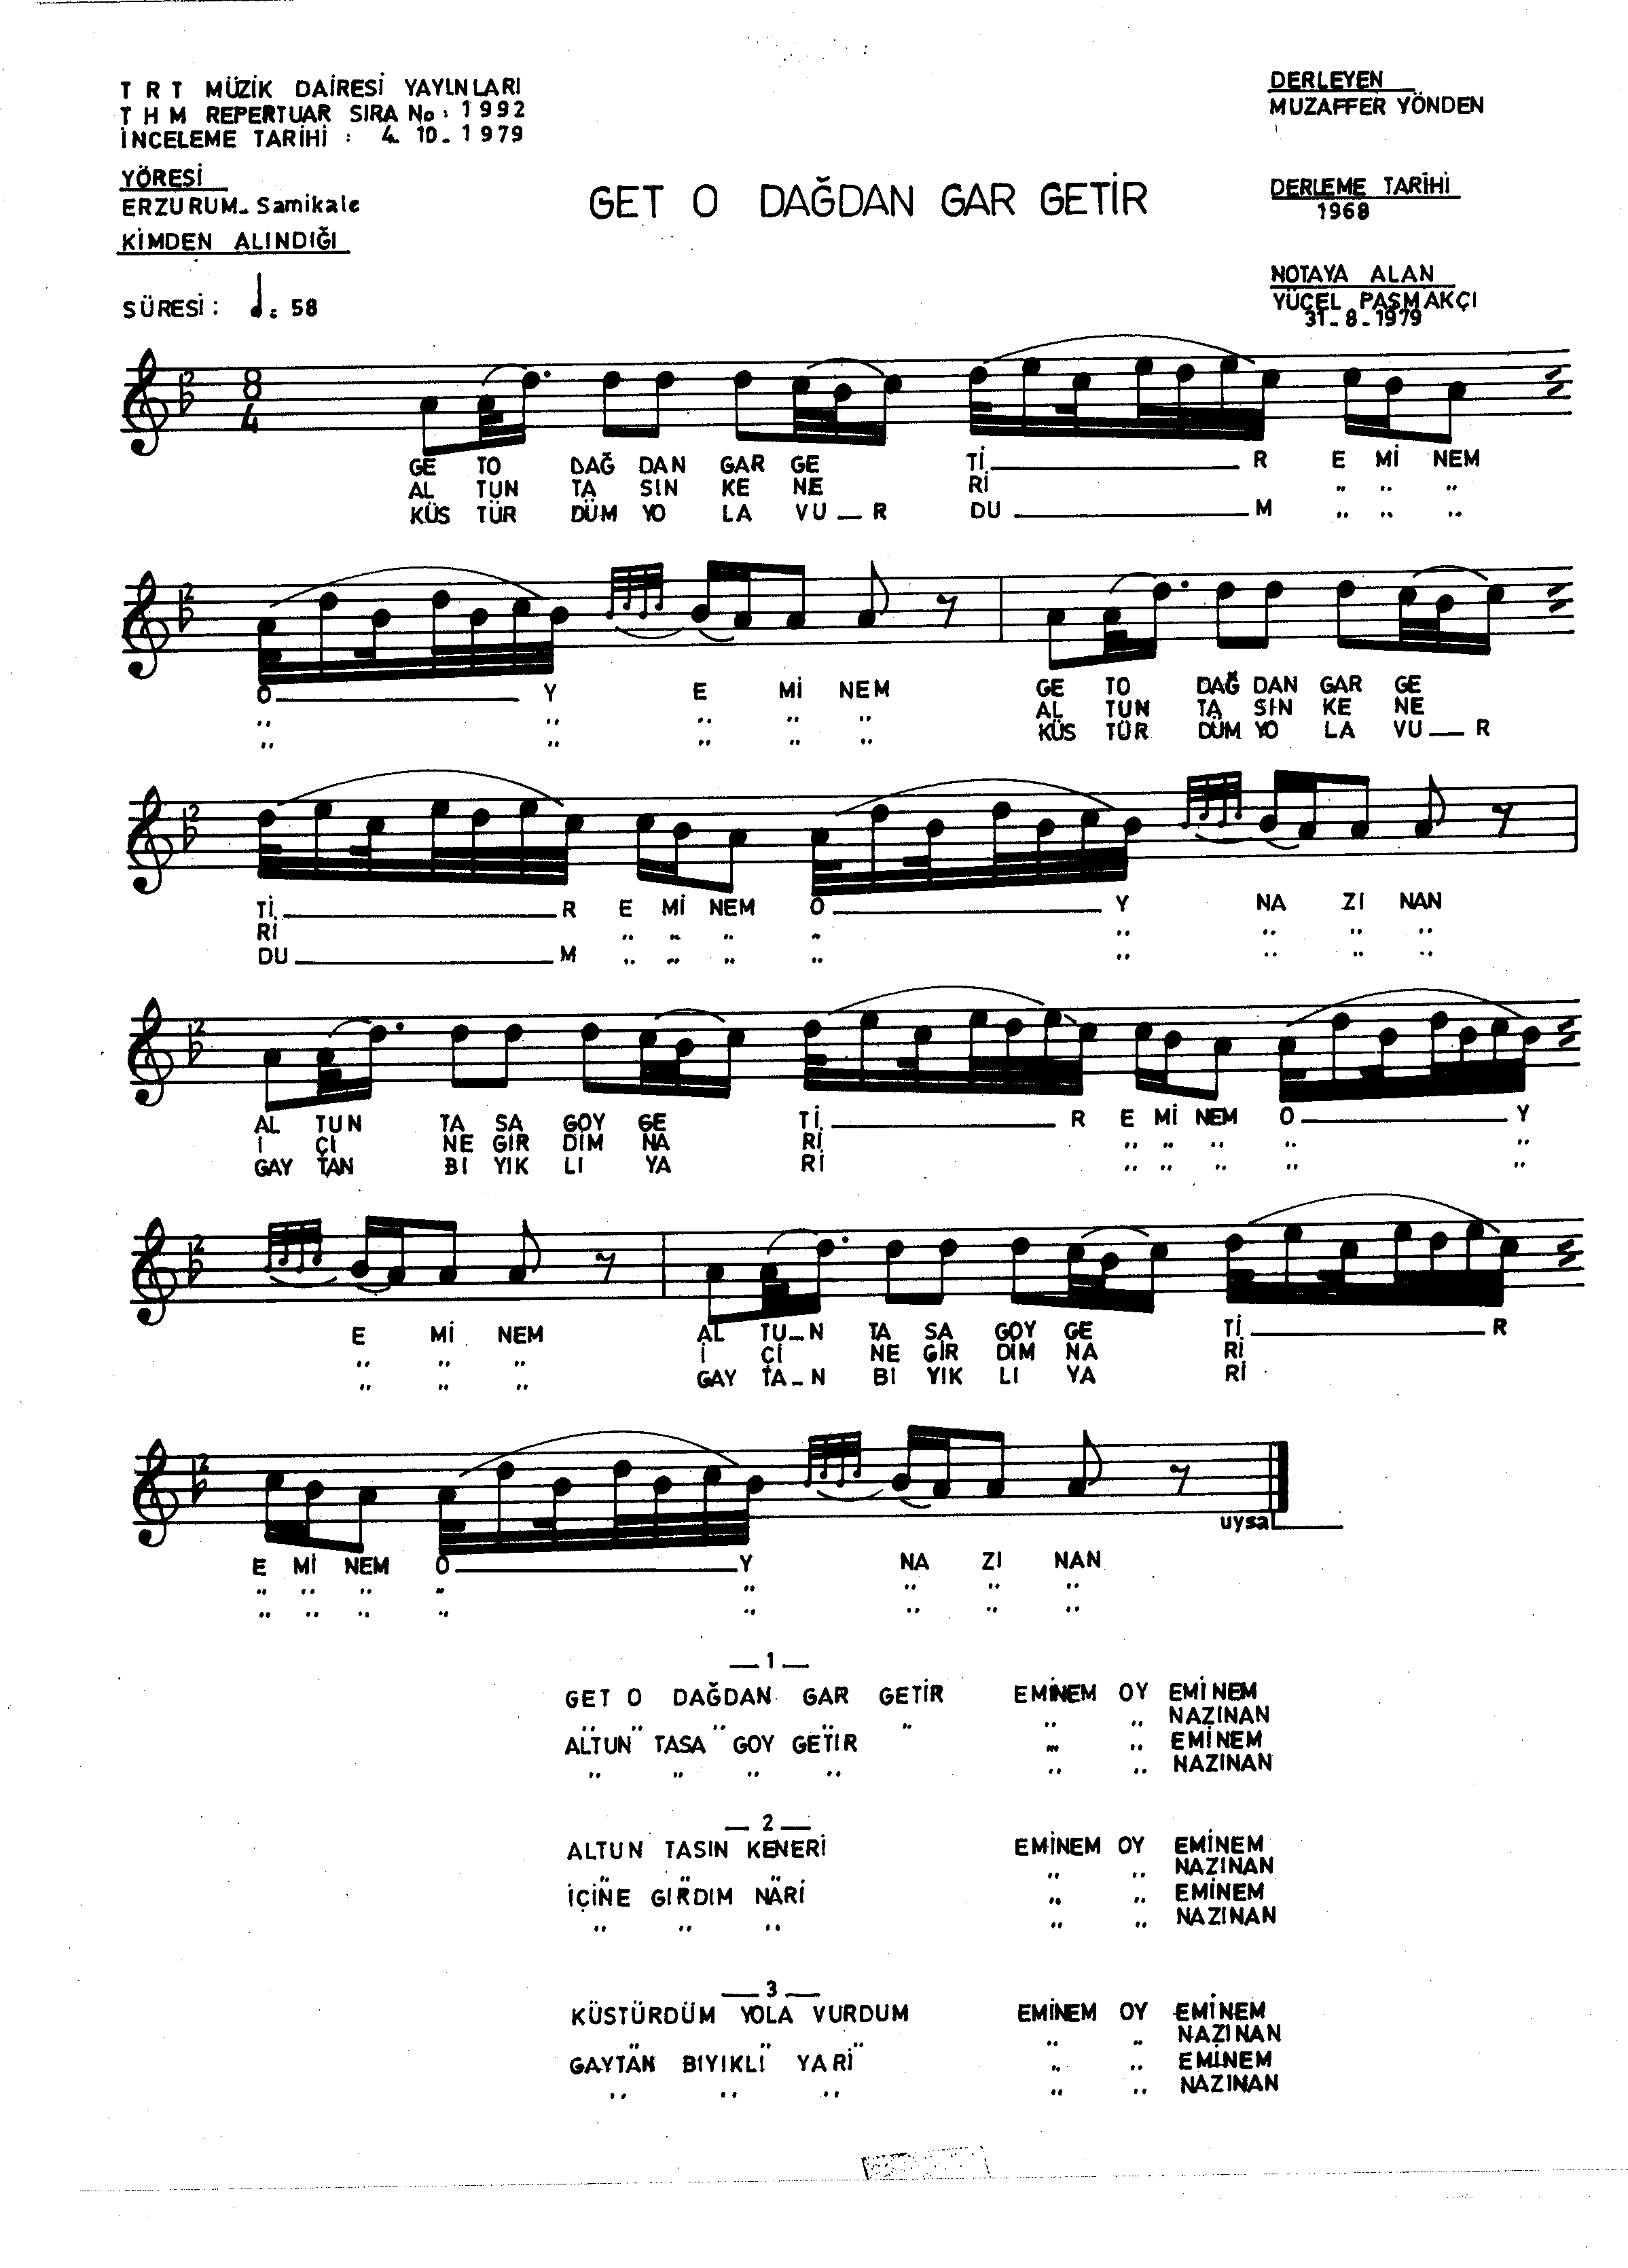 T R T MÜZİK DAİRESİ YAYINLARI
T H M REPERTUAR SIRA No: 1992
İNCELEME TARİHİ : 4. 10. 1979
YÖRESİ
ERZURUM. Samikale
KİMDEN ALINDIĞI
SÜRESİ : ♩. 58
GET O DAĞDAN GAR GETİR
DERLEYEN
MUZAFFER YÖNDEN
DERLEME TARİHİ
1968
NOTAYA ALAN
YÜCEL PAŞMAKÇI
31.8.1979
8
4
GE TO DAĞ DAN GAR GE Tİ R E Mİ NEM
AL TUN TA SIN KE NE Rİ " " "
KÜS TÜR DÜM YO LA VU R DU M " " "
O Y E Mİ NEM GE TO DAĞ DAN GAR GE
" " " " " AL TUN TA SIN KE NE
" " " " " KÜS TÜR DÜM YO LA VU R
Tİ R E Mİ NEM O Y NA ZI NAN
Rİ " " " " " " " "
DU M " " " " " " " "
AL TUN TA SA GOY GE Tİ R E Mİ NEM O Y
İ Çİ NE GİR DİM NA Rİ " " " " "
GAY TAN BI YIK LI YA Rİ " " " " "
E Mİ NEM AL TU N TA SA GOY GE Tİ R
" " " İ Çİ NE GİR DİM NA Rİ
" " " GAY TA N BI YIK LI YA Rİ
uysal
E Mİ NEM O Y NA ZI NAN
" " " " " " " "
" " " " " " " "
— 1 —
GET O DAĞDAN GAR GETİR EMİNEM OY EMİNEM
" " " " " " " NAZINAN
ALTUN TASA GOY GETİR " " EMİNEM
" " " " " " NAZINAN
— 2 —
ALTUN TASIN KENERİ EMİNEM OY EMİNEM
" " " " " NAZINAN
İÇİNE GIRDIM NARİ " " EMİNEM
" " " " " NAZINAN
— 3 —
KÜSTÜRDÜM YOLA VURDUM EMİNEM OY EMİNEM
" " " " " NAZINAN
GAYTAN BIYIKLI YARİ " " EMİNEM
" " " " " NAZINAN